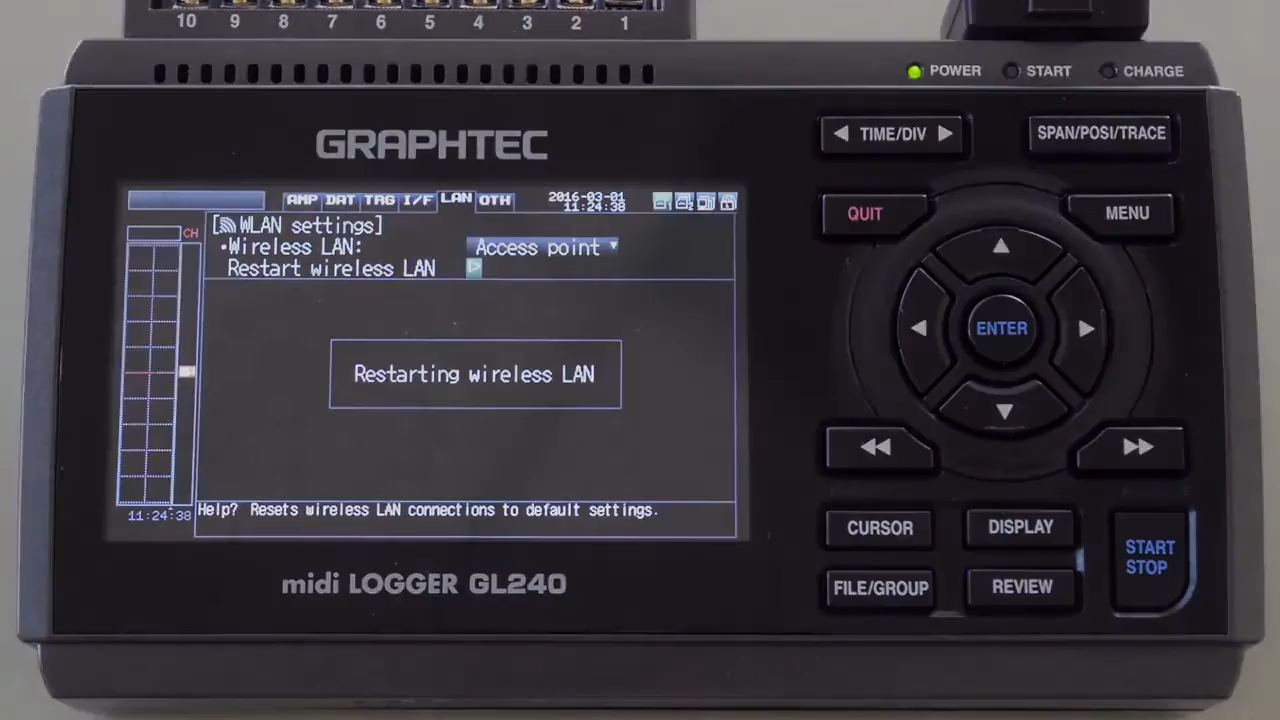 10 9 8 7 6 5 4 3 2 1
POWER START CHARGE
GRAPHTEC
TIME/DIV
SPAN/POSI/TRACE
AMP DAT TRG I/F LAN OTH
2016-03-01
11:24:38
CH
[WLAN settings]
•Wireless LAN: Access point
Restart wireless LAN
Restarting wireless LAN
Help? Resets wireless LAN connections to default settings.
11:24:38
midi LOGGER GL240
QUIT
MENU
ENTER
CURSOR
DISPLAY
FILE/GROUP
REVIEW
START
STOP